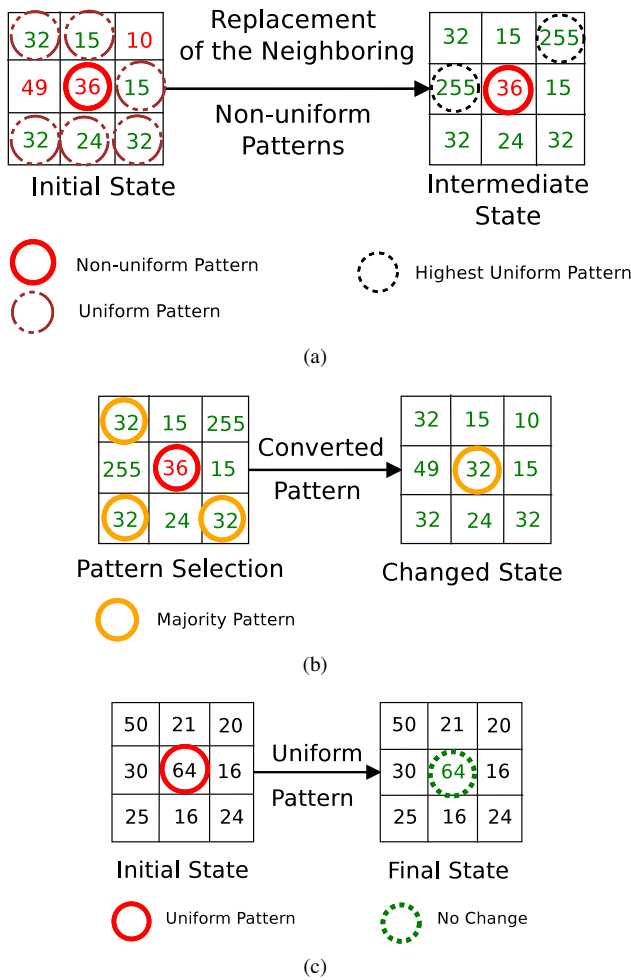 32 15 10
49 36 15
32 24 32
Initial State
Replacement
of the Neighboring
Non-uniform
Patterns
32 15 255
255 36 15
32 24 32
Intermediate
State
Non-uniform Pattern
Uniform Pattern
Highest Uniform Pattern
(a)
32 15 255
255 36 15
32 24 32
Pattern Selection
Converted
Pattern
32 15 10
49 32 15
32 24 32
Changed State
Majority Pattern
(b)
50 21 20
30 64 16
25 16 24
Initial State
Uniform
Pattern
50 21 20
30 64 16
25 16 24
Final State
Uniform Pattern
No Change
(c)